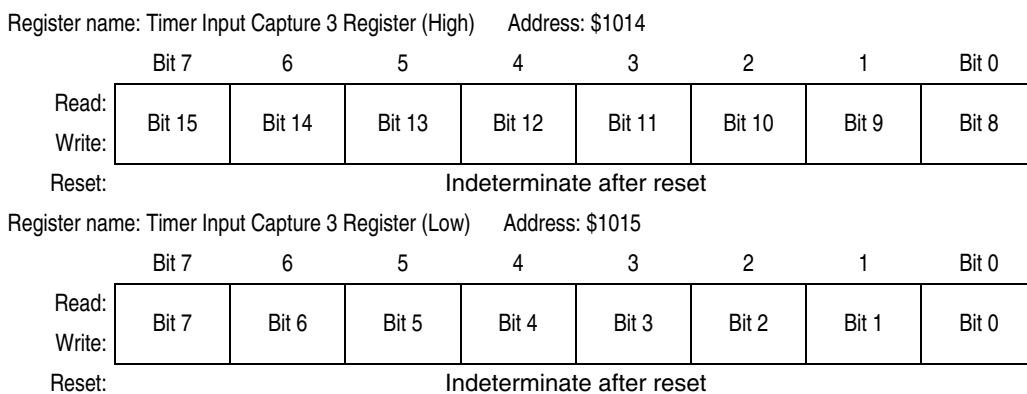 Register name: Timer Input Capture 3 Register (High) Address: $1014
Bit 7 6 5 4 3 2 1 Bit 0
Read:
Bit 15 Bit 14 Bit 13 Bit 12 Bit 11 Bit 10 Bit 9 Bit 8
Write:
Reset: Indeterminate after reset
Register name: Timer Input Capture 3 Register (Low) Address: $1015
Bit 7 6 5 4 3 2 1 Bit 0
Read:
Bit 7 Bit 6 Bit 5 Bit 4 Bit 3 Bit 2 Bit 1 Bit 0
Write:
Reset: Indeterminate after reset